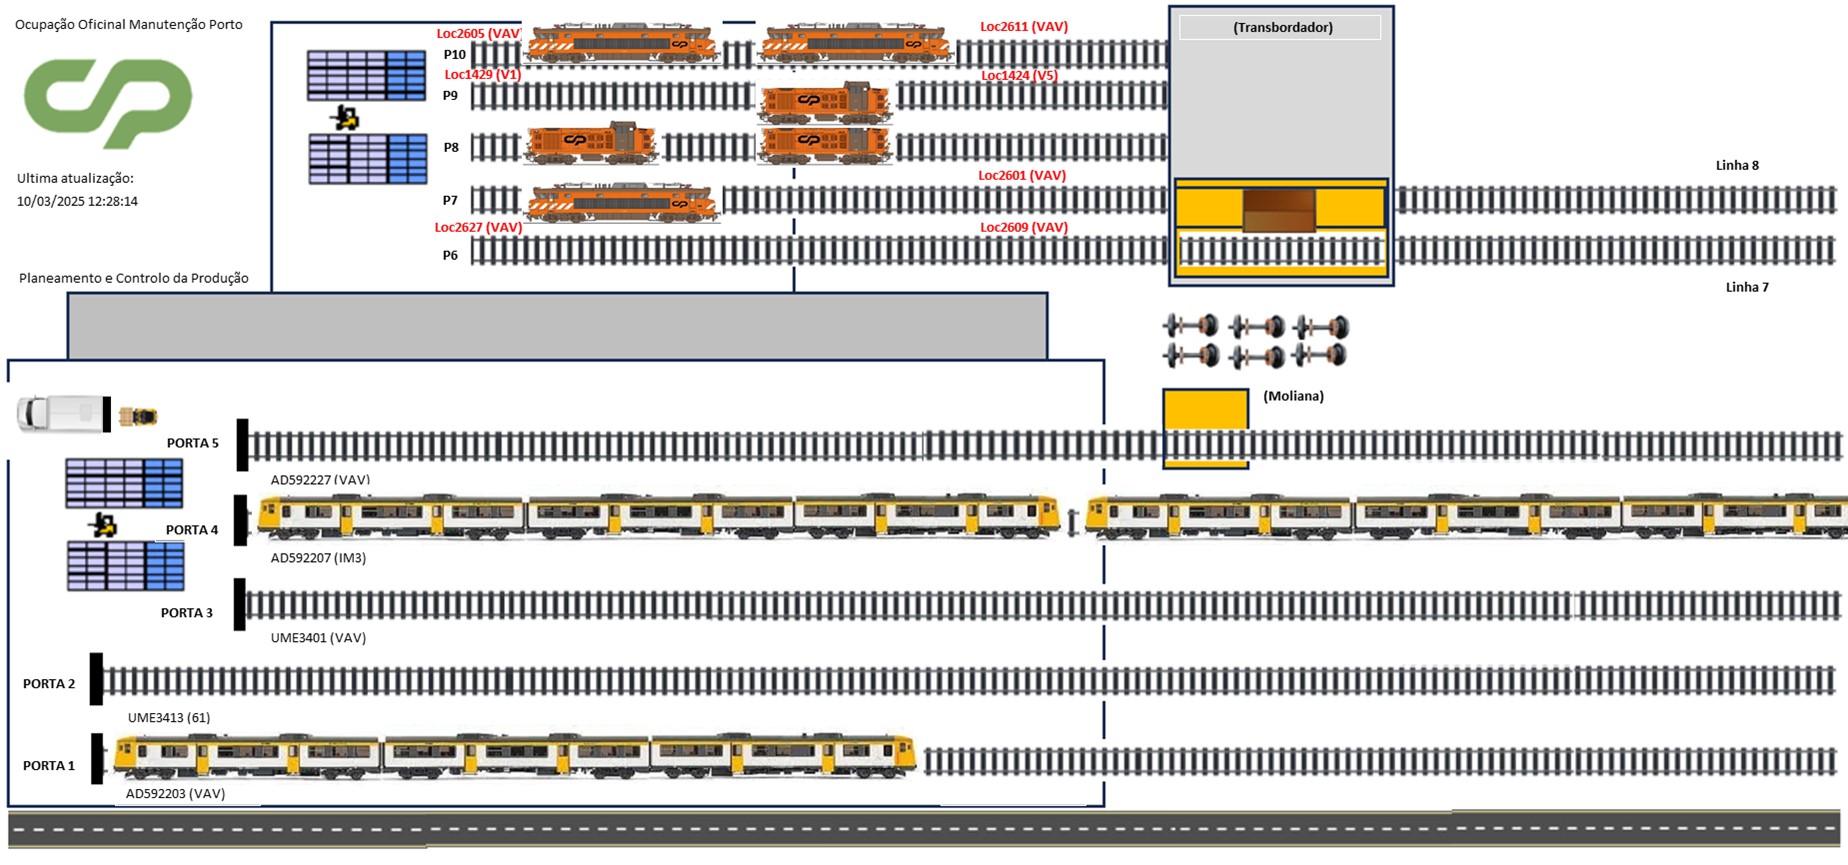 Ocupação Oficinal Manutenção Porto
CP
Ultima atualização:
10/03/2025 12:28:14
Planeamento e Controlo da Produção
Loc2605 (VAV)
Loc2611 (VAV)
P10
Loc1429 (V1)
Loc1424 (V5)
P9
P8
Loc2601 (VAV)
P7
Loc2627 (VAV)
Loc2609 (VAV)
P6
(Transbordador)
Linha 8
Linha 7
(Moliana)
PORTA 5
AD592227 (VAV)
PORTA 4
AD592207 (IM3)
PORTA 3
UME3401 (VAV)
PORTA 2
UME3413 (61)
PORTA 1
AD592203 (VAV)